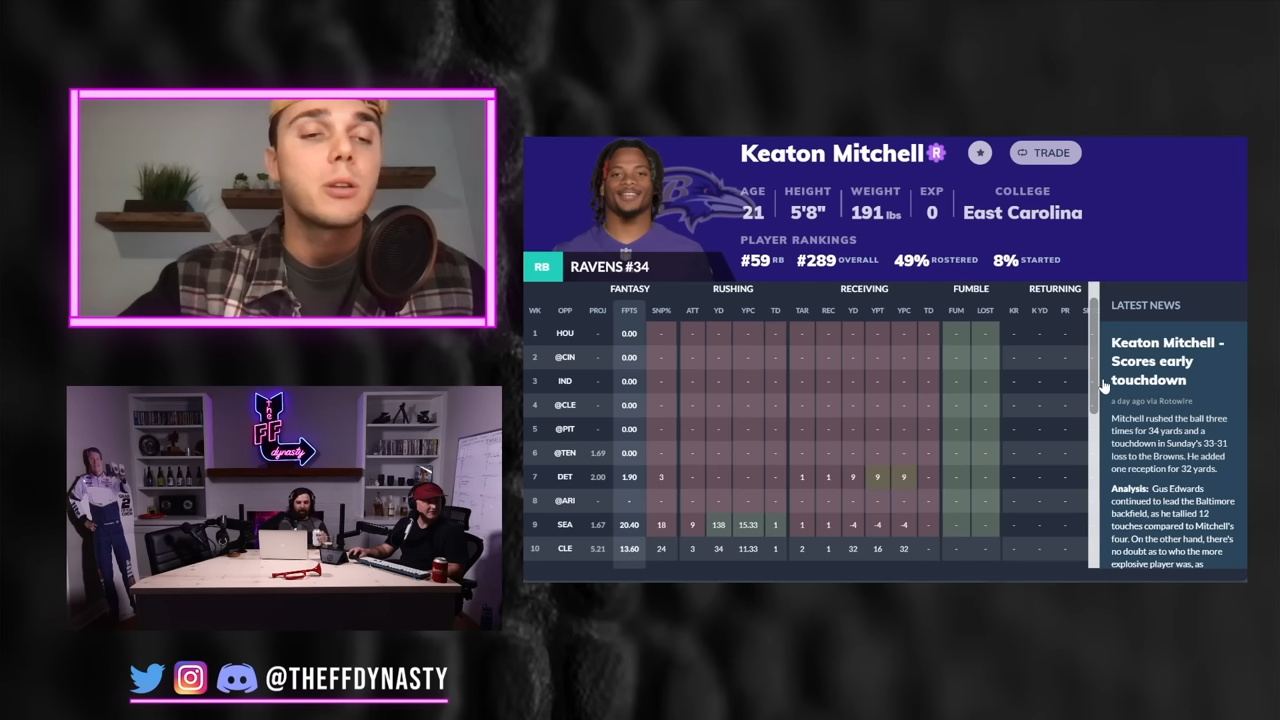 Keaton Mitchell R
TRADE
AGE HEIGHT WEIGHT EXP COLLEGE
21 5'8" 191 lbs 0 East Carolina
PLAYER RANKINGS
#59 RB #289 OVERALL 49% ROSTERED 8% STARTED
RB RAVENS #34
FANTASY RUSHING RECEIVING FUMBLE RETURNING
WK OPP PROJ FPTS SNP% ATT YD YPC TD TAR REC YD YPT YPC TD FUM LOST KR KYD PR
1 HOU - 0.00 - - - - - - - - - - - - - - - -
2 @CIN - 0.00 - - - - - - - - - - - - - - - -
3 IND - 0.00 - - - - - - - - - - - - - - - -
4 @CLE - 0.00 - - - - - - - - - - - - - - - -
5 @PIT - 0.00 - - - - - - - - - - - - - - - -
6 @TEN 1.69 0.00 - - - - - - - - - - - - - - - -
7 DET 2.00 1.90 3 - - - - 1 1 9 9 9 - - - - - -
8 @ARI - - - - - - - - - - - - - - - - - -
9 SEA 1.67 20.40 18 9 138 15.33 1 1 1 -4 -4 -4 - - - - - -
10 CLE 5.21 13.60 24 3 34 11.33 1 2 1 32 16 32 - - - - - -
LATEST NEWS
Keaton Mitchell -
Scores early
touchdown
a day ago via Rotowire
Mitchell rushed the ball three
times for 34 yards and a
touchdown in Sunday's 33-31
loss to the Browns. He added
one reception for 32 yards.
Analysis: Gus Edwards
continued to lead the Baltimore
backfield, as he tallied 12
touches compared to Mitchell's
four. On the other hand, there's
no doubt as to who the more
explosive player was, as
the
FF
dynasty
@THEFFDYNASTY